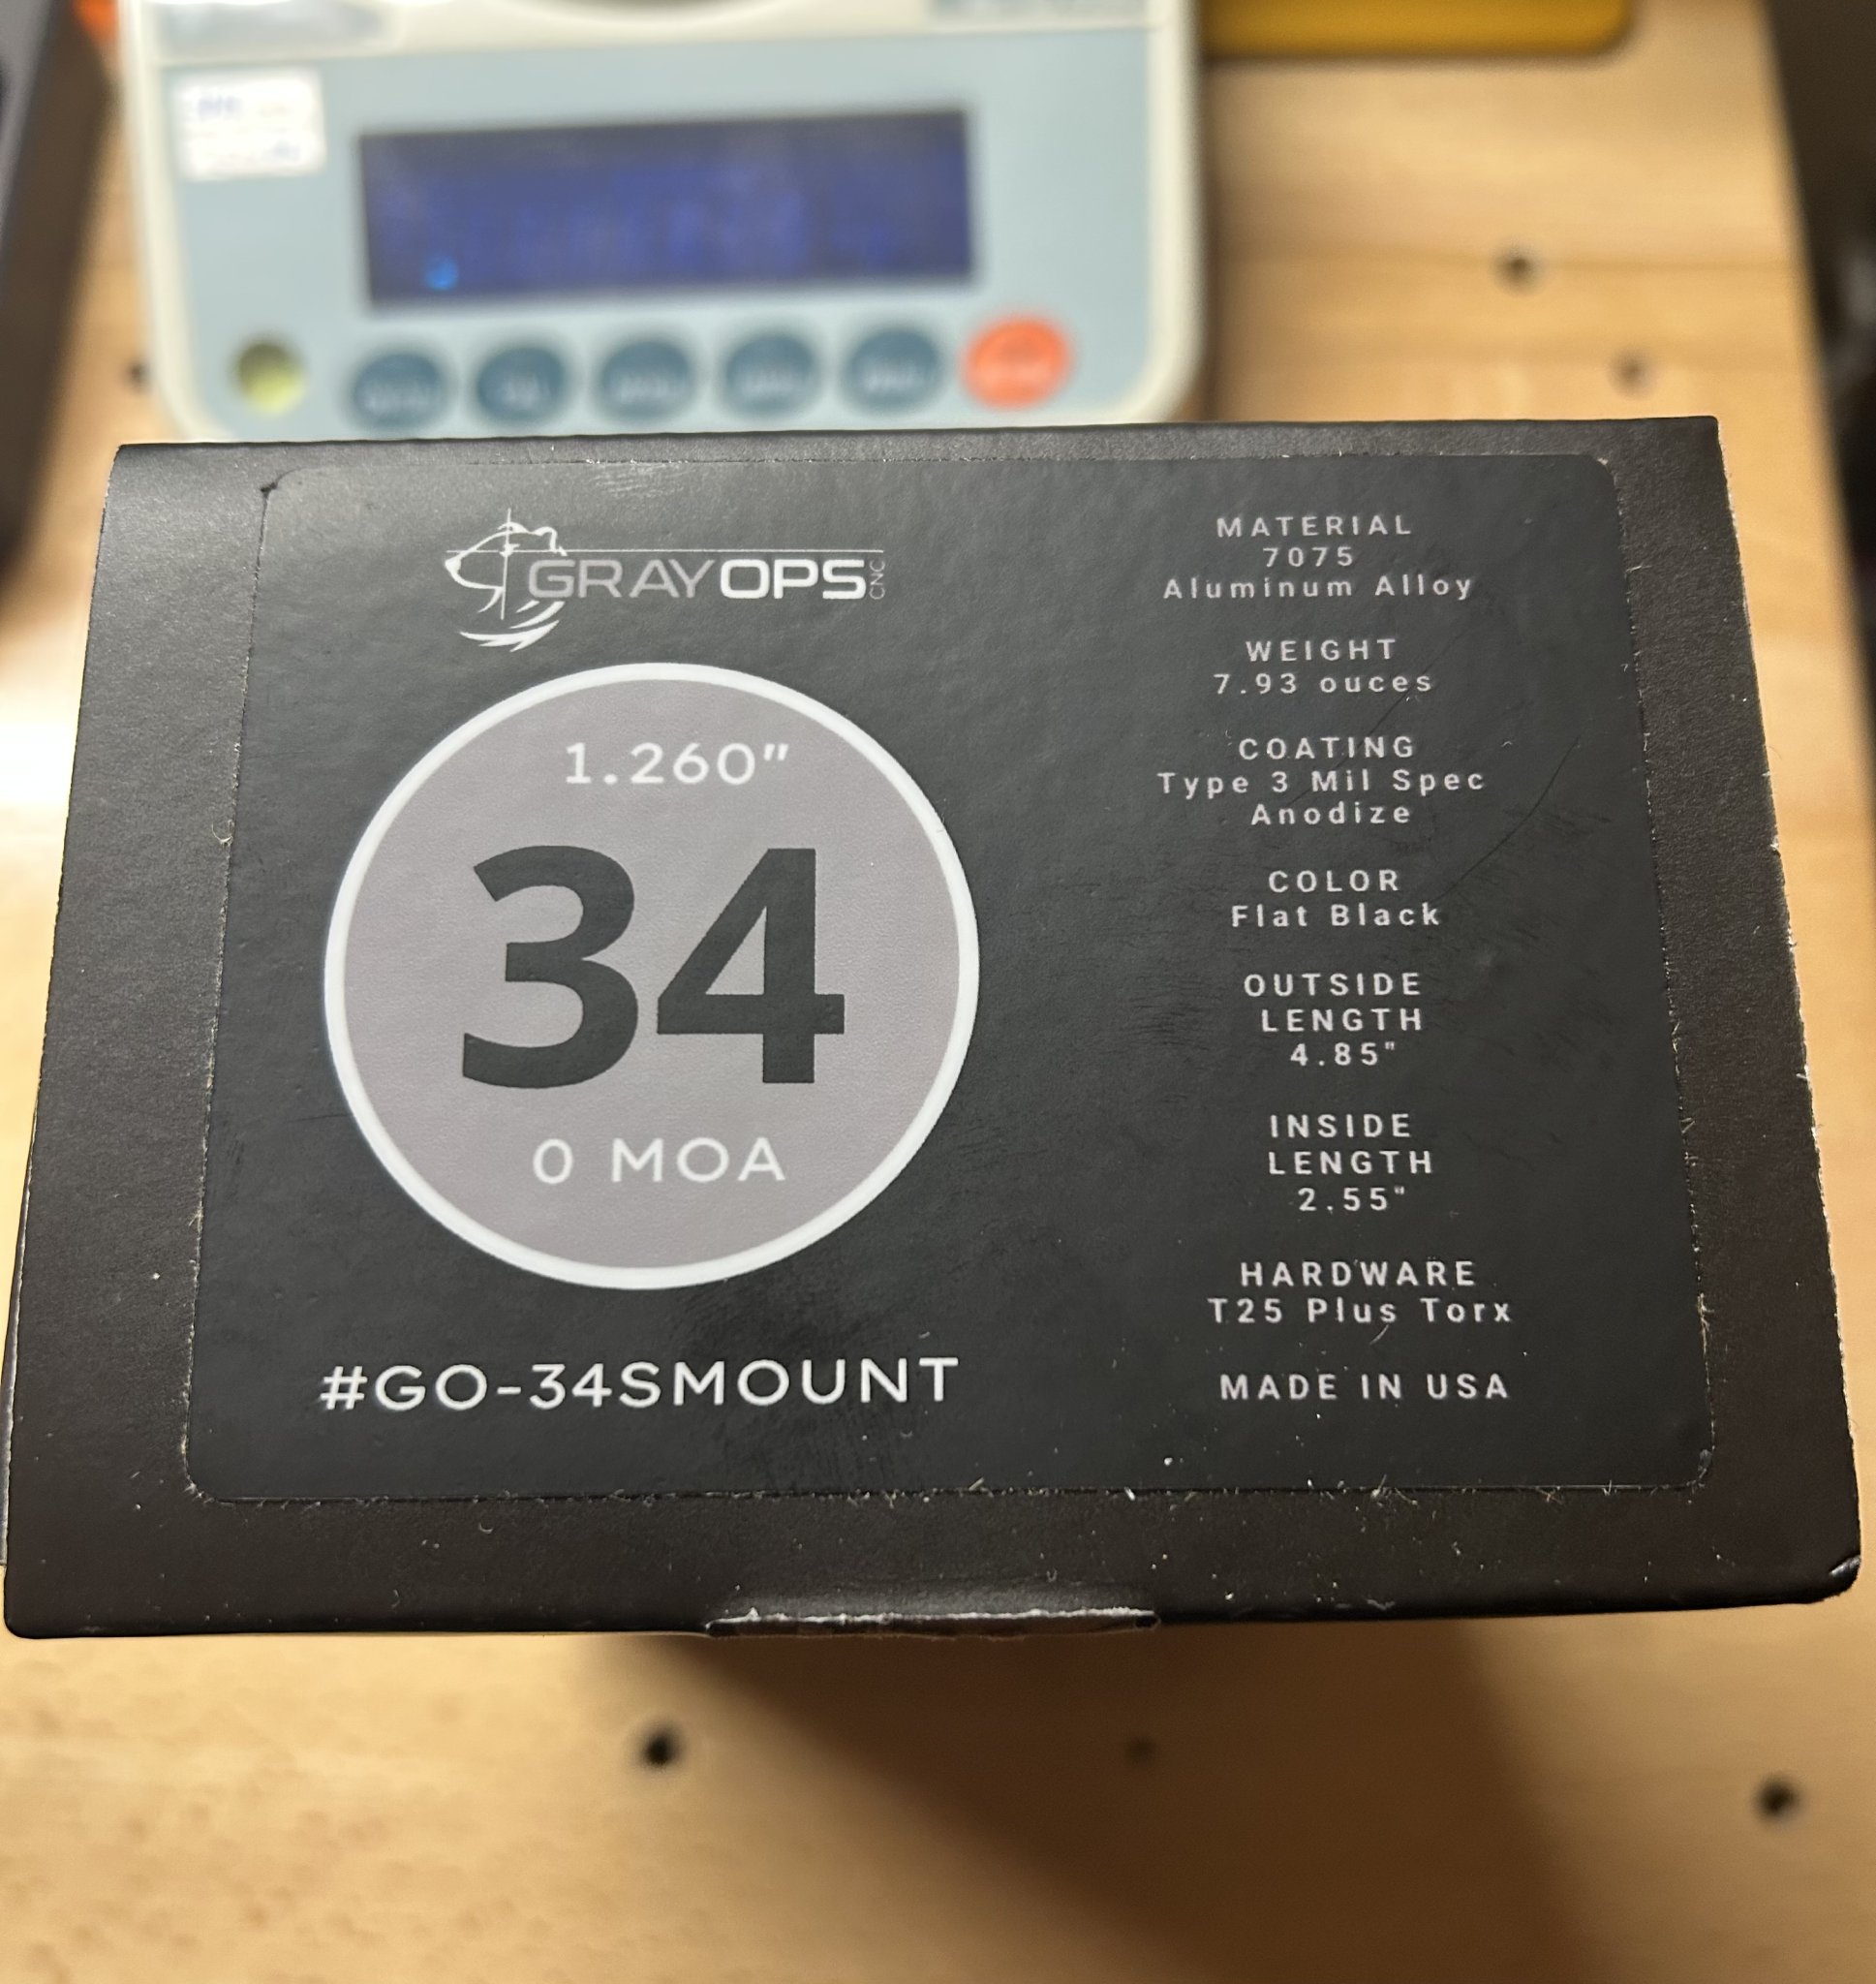 GRAYOPS CNC
1.260"
34
0 MOA
#GO-34SMOUNT
MATERIAL
7075
Aluminum Alloy
WEIGHT
7.93 ouces
COATING
Type 3 Mil Spec
Anodize
COLOR
Flat Black
OUTSIDE
LENGTH
4.85"
INSIDE
LENGTH
2.55"
HARDWARE
T25 Plus Torx
MADE IN USA